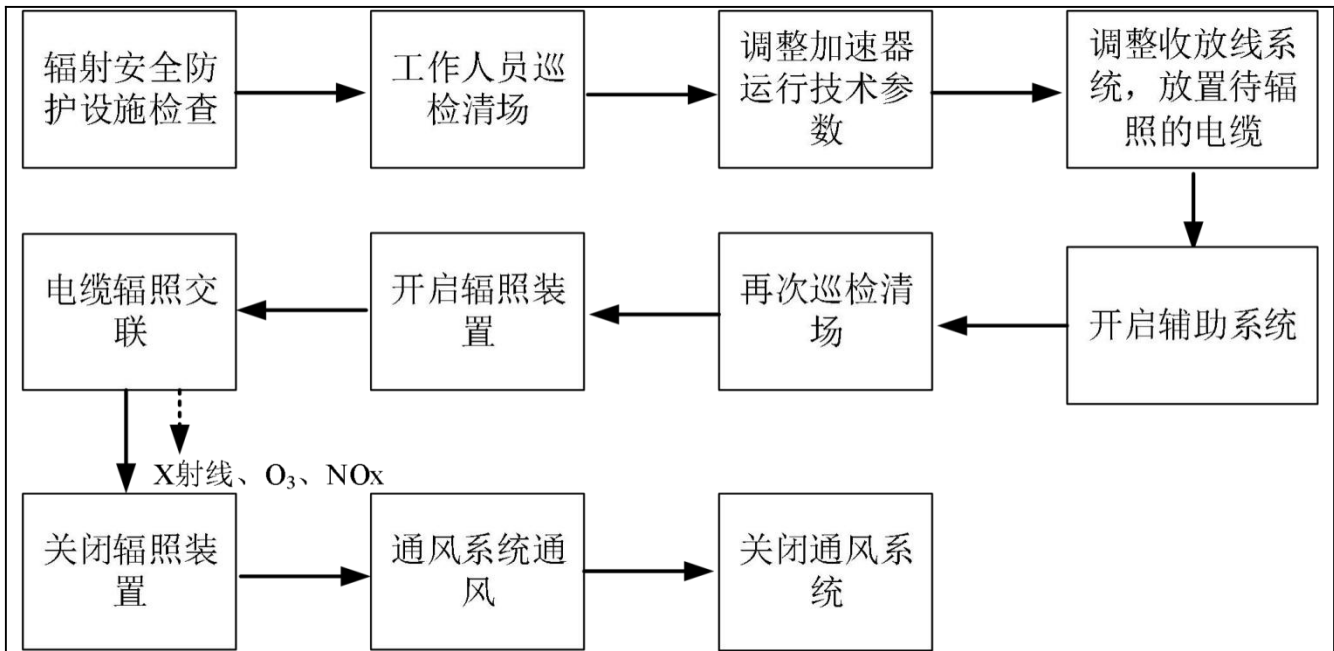 辐射安全防
护设施检查
工作人员巡
检清场
调整加速器
运行技术参
数
调整收放线系
统，放置待辐
照的电缆
电缆辐照交
联
开启辐照装
置
再次巡检清
场
开启辅助系统
X射线、O₃、NOx
关闭辐照装
置
通风系统通
风
关闭通风系
统